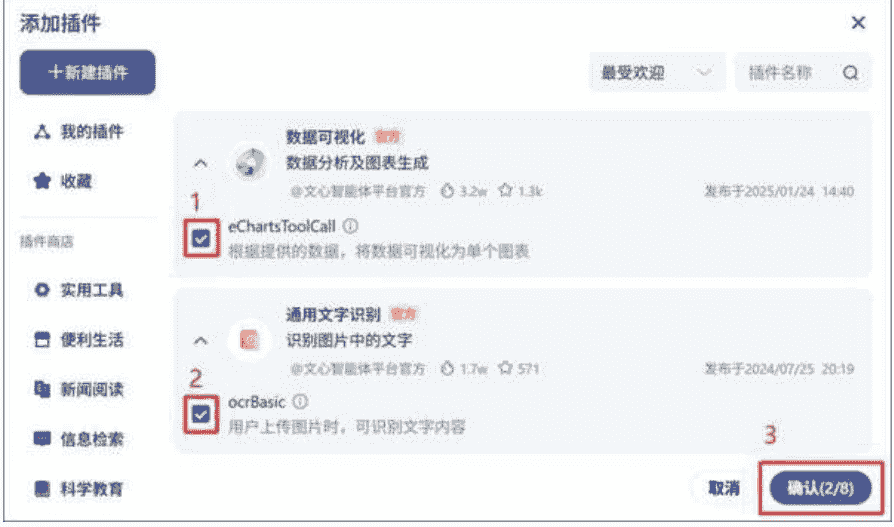 添加插件
+新建插件
最受欢迎
插件名称
我的插件
收藏
插件商店
实用工具
便利生活
新闻阅读
信息检索
科学教育
数据可视化 官方
数据分析及图表生成
@文心智能体平台官方 3.2w 1.3k 发布于2025/01/24 14:40
1
eChartsToolCall
根据提供的数据，将数据可视化为单个图表
通用文字识别 官方
识别图片中的文字
@文心智能体平台官方 1.7w 571 发布于2024/07/25 20:19
2
ocrBasic
用户上传图片时，可识别文字内容
3
取消
确认(2/8)